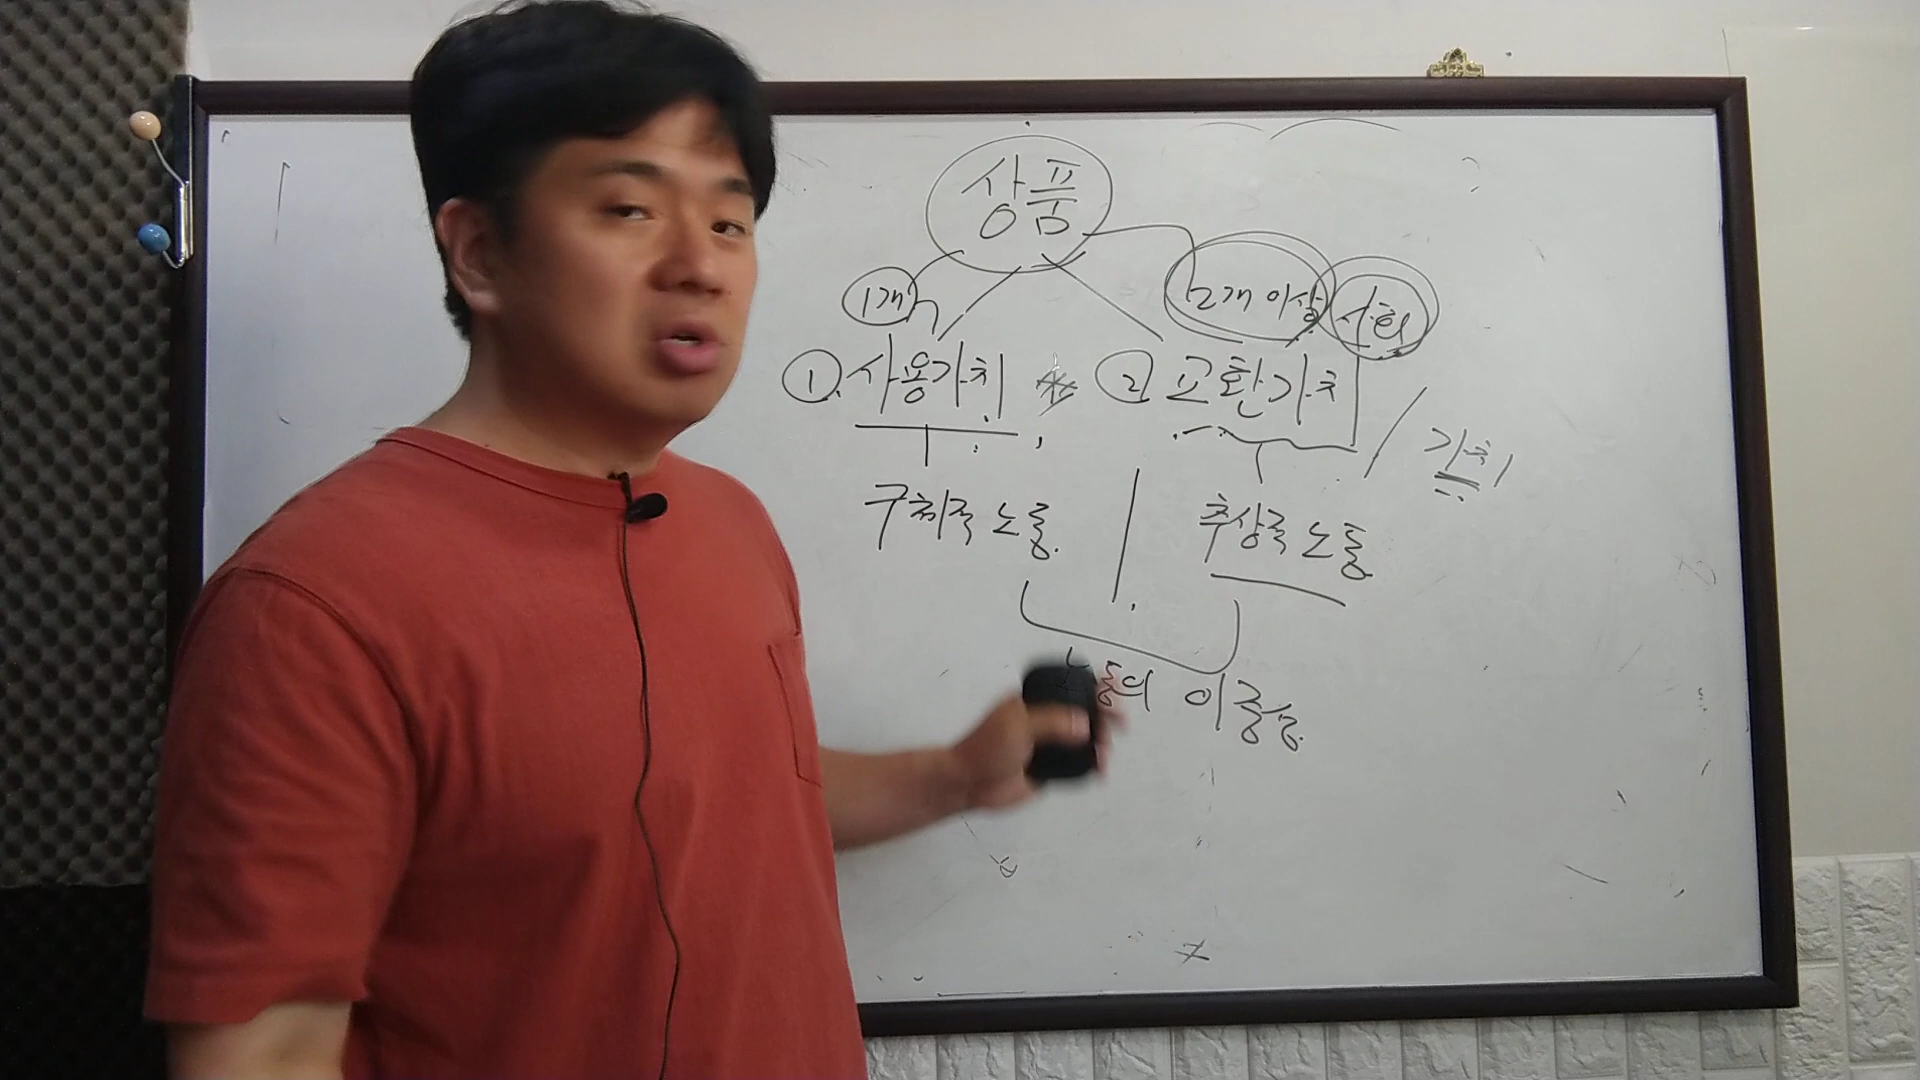 상품
1개 2개 이상 사회
① 사용가치 ② 교환가치 / 가치
구체적 노동 추상적 노동
노동의 이중성